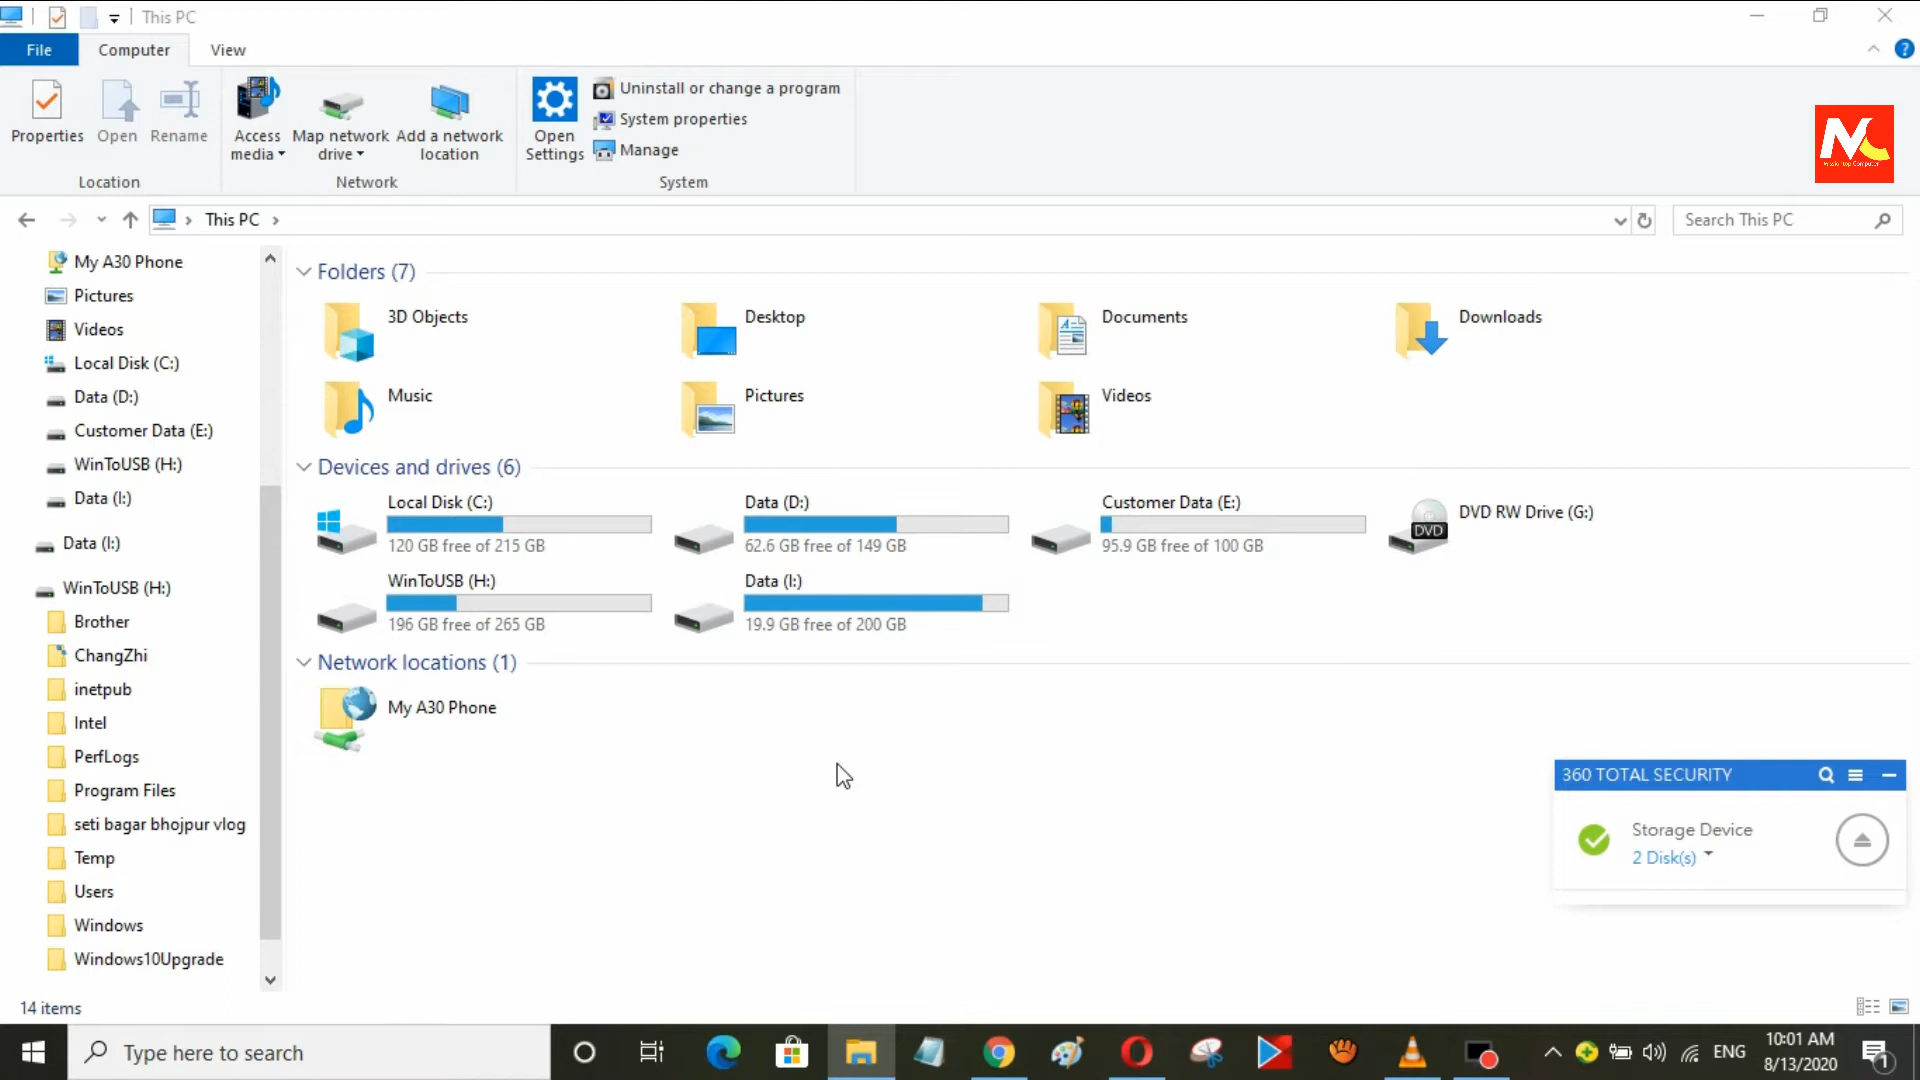 This PC
File
Computer
View
Properties
Open
Rename
Location
Access media
Map network drive
Add a network location
Network
Open Settings
Uninstall or change a program
System properties
Manage
System
MC
Missiontop Computer
This PC
Search This PC
My A30 Phone
Pictures
Videos
Local Disk (C:)
Data (D:)
Customer Data (E:)
WinToUSB (H:)
Data (I:)
Data (I:)
WinToUSB (H:)
Brother
ChangZhi
inetpub
Intel
PerfLogs
Program Files
seti bagar bhojpur vlog
Temp
Users
Windows
Windows10Upgrade
Folders (7)
3D Objects
Desktop
Documents
Downloads
Music
Pictures
Videos
Devices and drives (6)
Local Disk (C:)
120 GB free of 215 GB
Data (D:)
62.6 GB free of 149 GB
Customer Data (E:)
95.9 GB free of 100 GB
DVD
DVD RW Drive (G:)
WinToUSB (H:)
196 GB free of 265 GB
Data (I:)
19.9 GB free of 200 GB
Network locations (1)
My A30 Phone
360 TOTAL SECURITY
Storage Device
2 Disk(s)
14 items
Type here to search
ENG
10:01 AM
8/13/2020
1